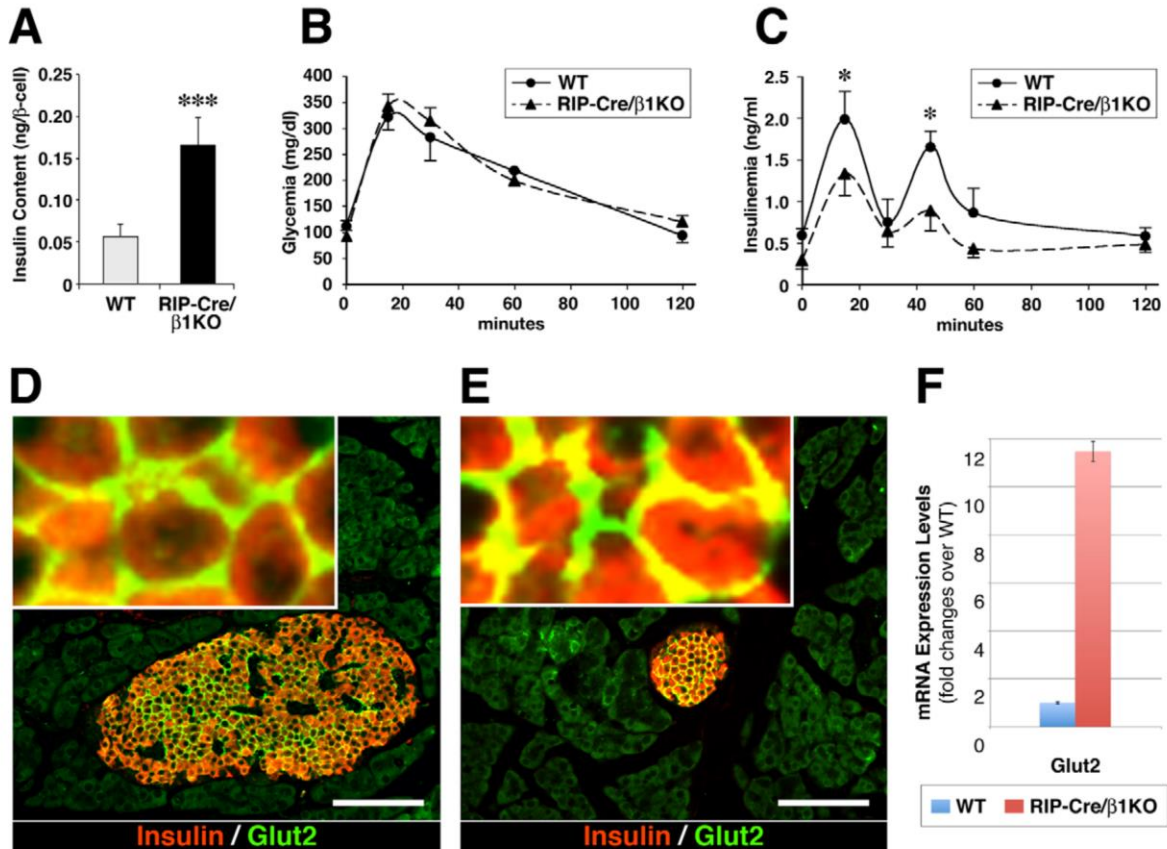 A
Insulin Content (ng/β-cell)
0.25
0.20
0.15
0.10
0.05
0
***
WT
RIP-Cre/
β1KO
B
Glycemia (mg/dl)
400
350
300
250
200
150
100
50
0
0 20 40 60 80 100 120
minutes
WT
RIP-Cre/β1KO
C
Insulinemia (ng/ml)
2.5
2.0
1.5
1.0
0.5
0
*
*
0 20 40 60 80 100 120
minutes
WT
RIP-Cre/β1KO
D
Insulin / Glut2
E
Insulin / Glut2
F
mRNA Expression Levels
(fold changes over WT)
12
10
8
6
4
2
0
Glut2
WT RIP-Cre/β1KO